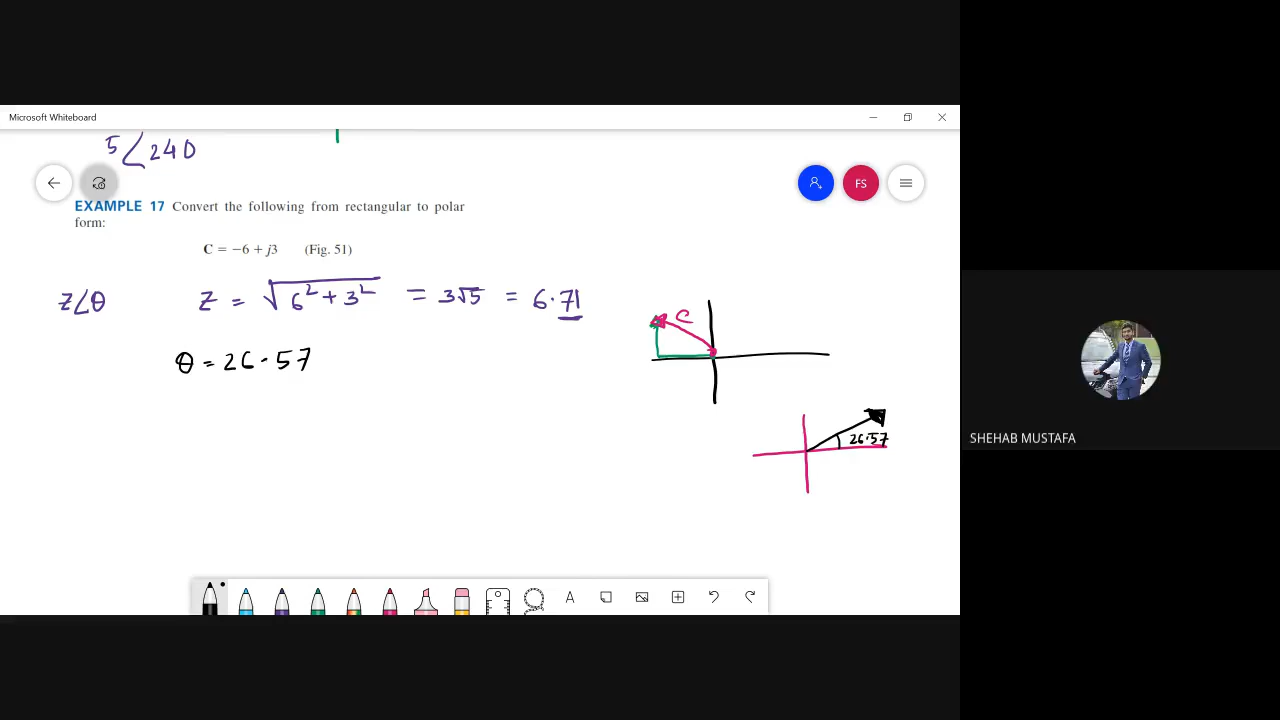 Microsoft Whiteboard
5∠240
FS
EXAMPLE 17 Convert the following from rectangular to polar
form:
C = −6 + j3 (Fig. 51)
Z∠θ
Z = √(6² + 3²) = 3√5 = 6.71
C
θ = 26.57
26.57
SHEHAB MUSTAFA
A